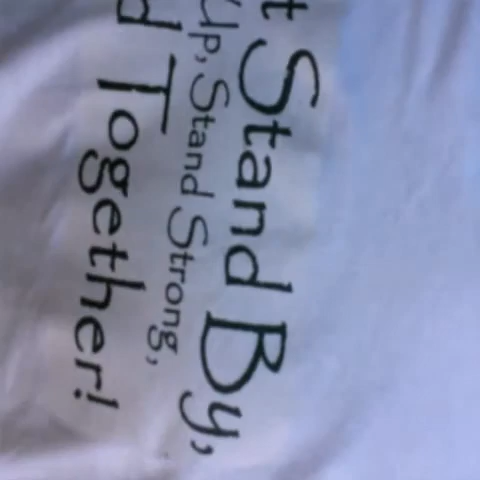 t Stand By,
Up, Stand Strong,
d Together!